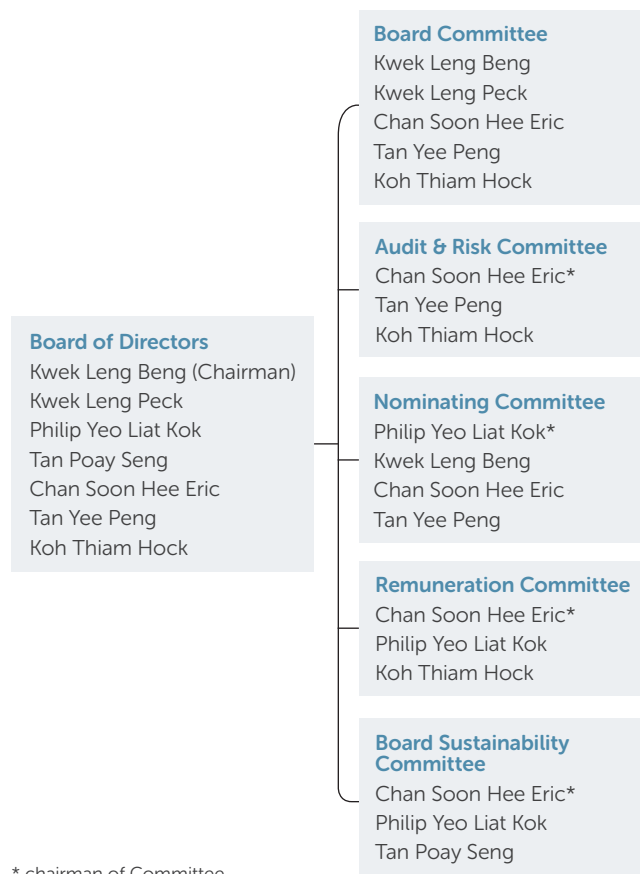 Board Committee
Kwek Leng Beng
Kwek Leng Peck
Chan Soon Hee Eric
Tan Yee Peng
Koh Thiam Hock
Audit & Risk Committee
Chan Soon Hee Eric*
Tan Yee Peng
Koh Thiam Hock
Board of Directors
Kwek Leng Beng (Chairman)
Kwek Leng Peck
Philip Yeo Liat Kok
Tan Poay Seng
Chan Soon Hee Eric
Tan Yee Peng
Koh Thiam Hock
Nominating Committee
Philip Yeo Liat Kok*
Kwek Leng Beng
Chan Soon Hee Eric
Tan Yee Peng
Remuneration Committee
Chan Soon Hee Eric*
Philip Yeo Liat Kok
Koh Thiam Hock
Board Sustainability
Committee
Chan Soon Hee Eric*
Philip Yeo Liat Kok
Tan Poay Seng
* chairman of Committee